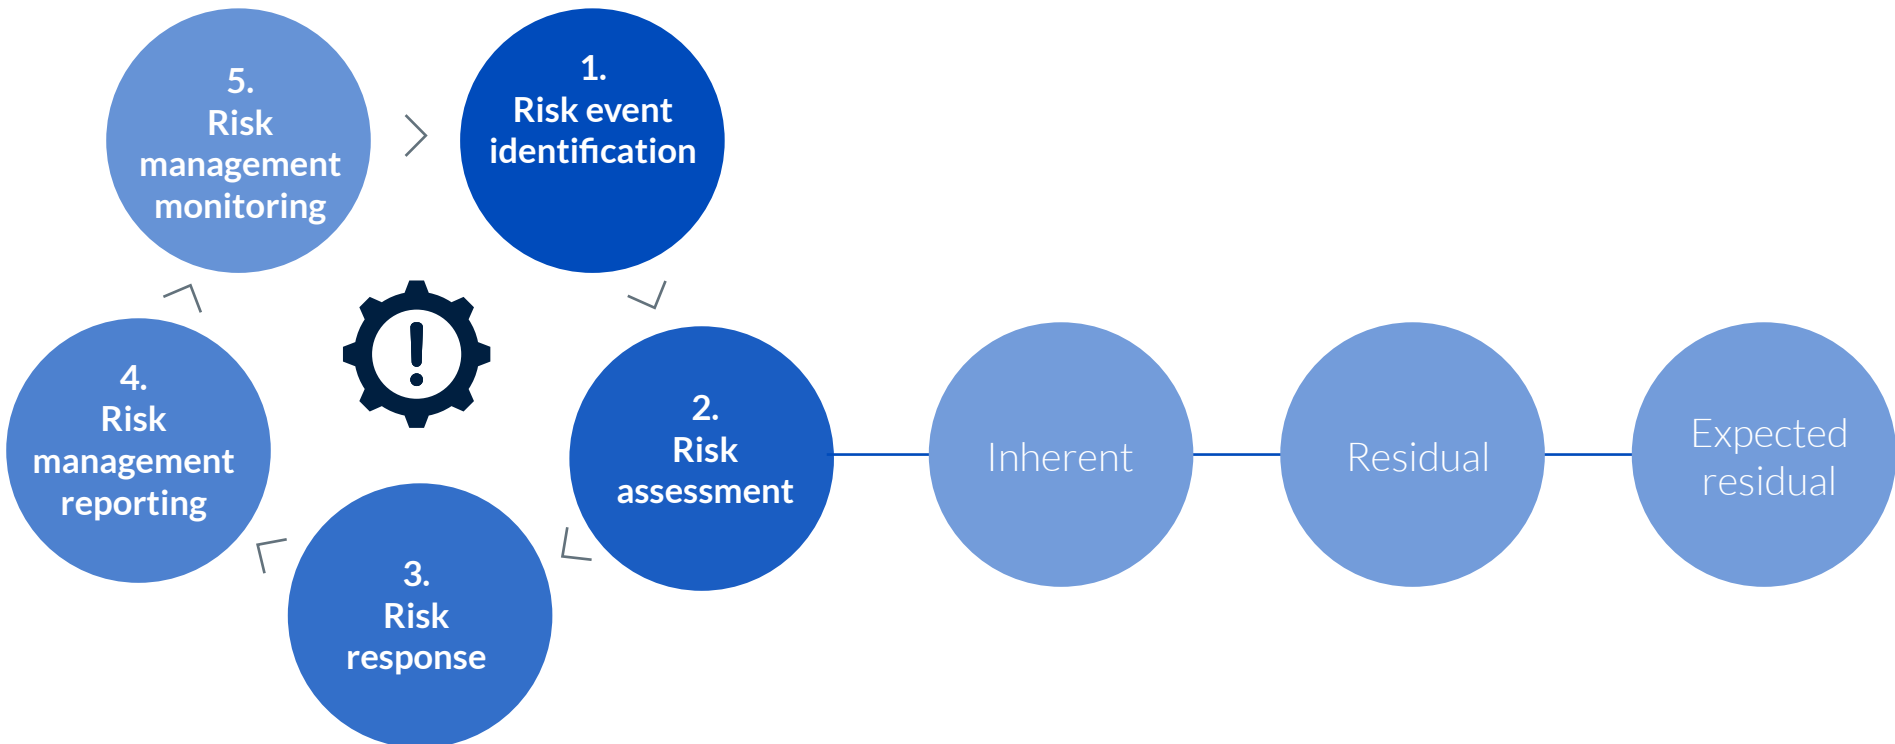 1.
Risk event
identification
2.
Risk
assessment
3.
Risk
response
4.
Risk
management
reporting
5.
Risk
management
monitoring
Inherent
Residual
Expected
residual